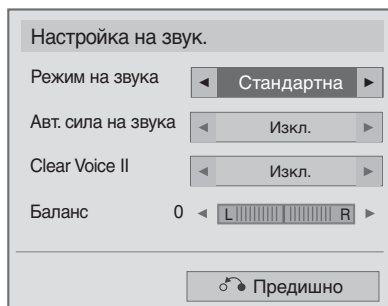 Настройка на звук.
Режим на звука ◄ Стандартна ►
Авт. сила на звука ◄ Изкл. ►
Clear Voice II ◄ Изкл. ►
Баланс 0 ◄ L R ►
Предишно